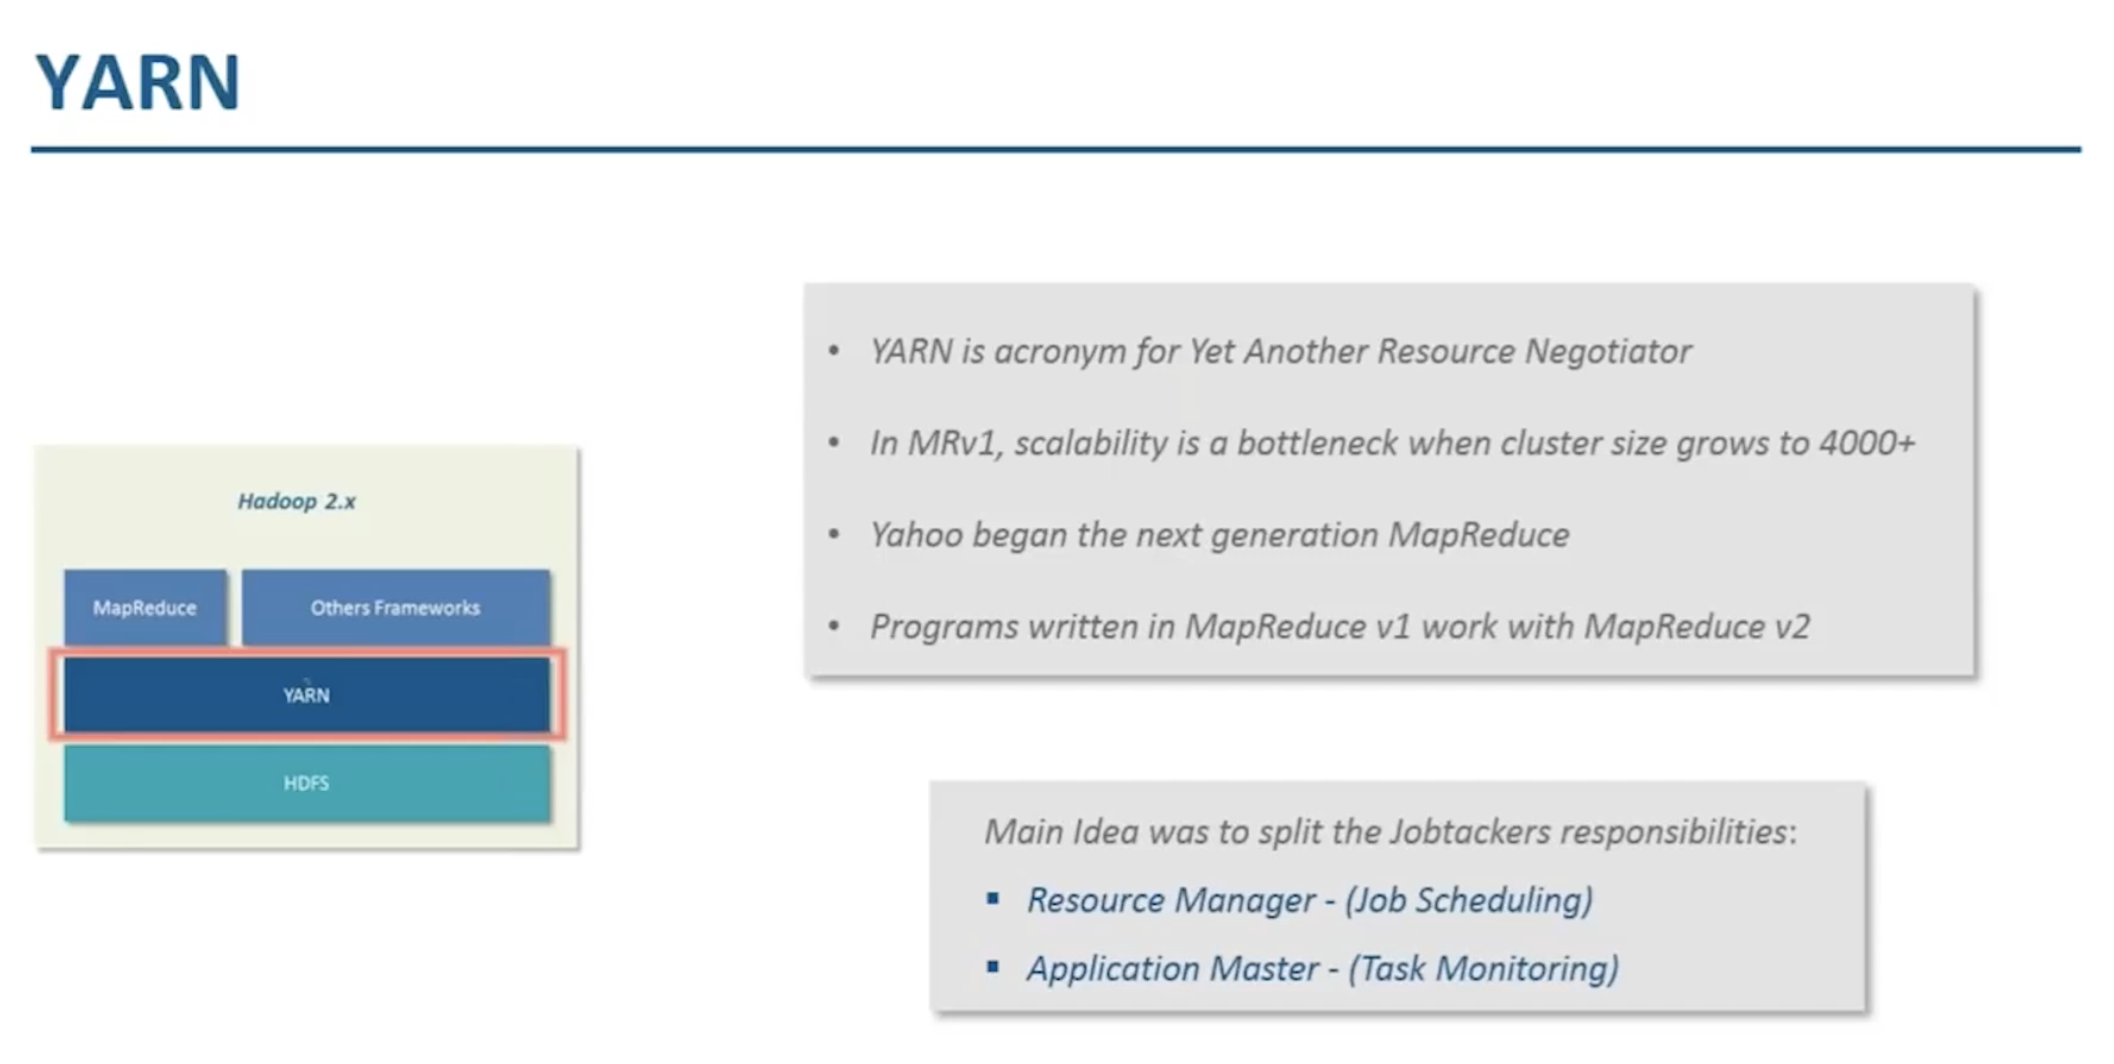 YARN
Hadoop 2.x
MapReduce
Others Frameworks
YARN
HDFS
• YARN is acronym for Yet Another Resource Negotiator
• In MRv1, scalability is a bottleneck when cluster size grows to 4000+
• Yahoo began the next generation MapReduce
• Programs written in MapReduce v1 work with MapReduce v2
Main Idea was to split the Jobtackers responsibilities:
▪ Resource Manager - (Job Scheduling)
▪ Application Master - (Task Monitoring)